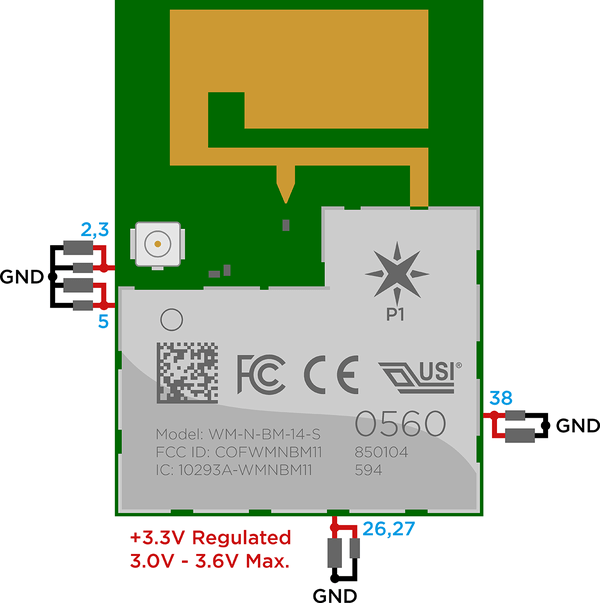 2,3
GND
5
P1
FC CE USI®
38
GND
0560
Model: WM-N-BM-14-S
FCC ID: COFWMNBM11
850104
IC: 10293A-WMNBM11
594
+3.3V Regulated
26,27
3.0V - 3.6V Max.
GND